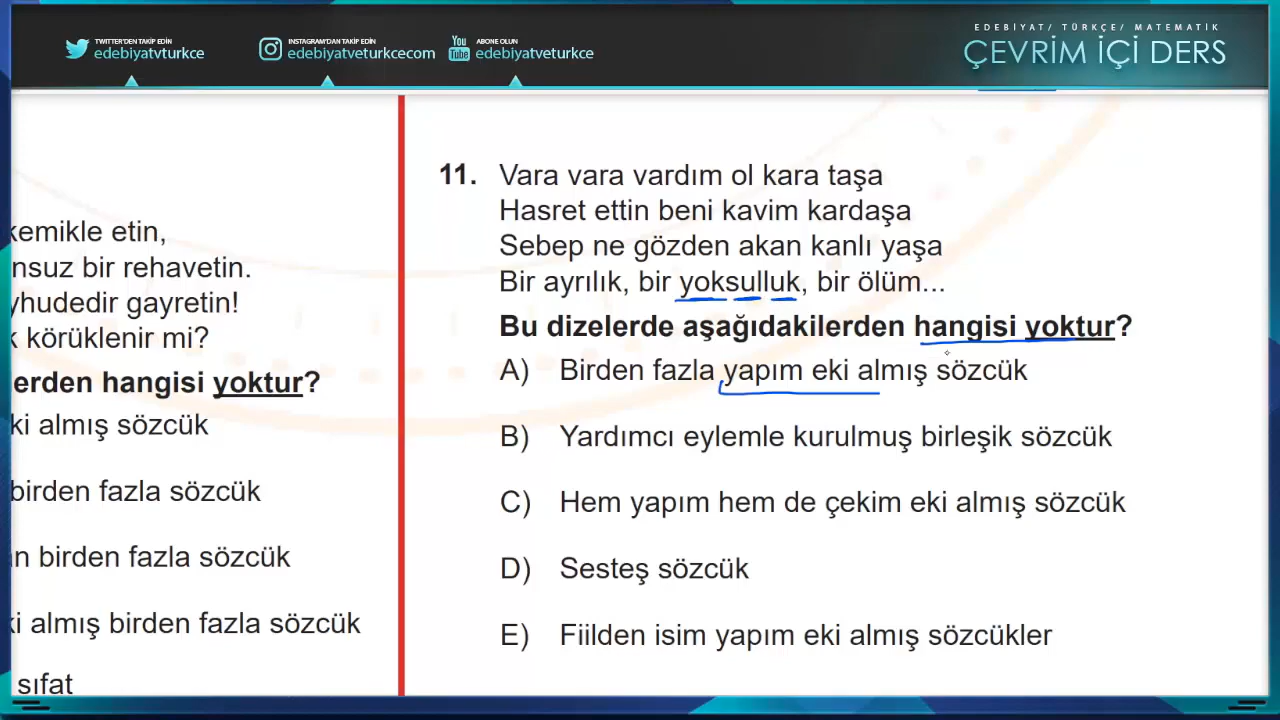 TWITTER'DAN TAKİP EDİN
edebiyatvturkce
INSTAGRAM'DAN TAKİP EDİN
edebiyatveturkcecom
You Tube
ABONE OLUN
edebiyatveturkce
EDEBİYAT/ TÜRKÇE/ MATEMATİK
ÇEVRİM İÇİ DERS
kemikle etin,
nsuz bir rehavetin.
yhudedir gayretin!
k körüklenir mi?
erden hangisi yoktur?
ki almış sözcük
birden fazla sözcük
n birden fazla sözcük
ki almış birden fazla sözcük
sıfat
11. Vara vara vardım ol kara taşa
Hasret ettin beni kavim kardaşa
Sebep ne gözden akan kanlı yaşa
Bir ayrılık, bir yoksulluk, bir ölüm...
Bu dizelerde aşağıdakilerden hangisi yoktur?
A) Birden fazla yapım eki almış sözcük
B) Yardımcı eylemle kurulmuş birleşik sözcük
C) Hem yapım hem de çekim eki almış sözcük
D) Sesteş sözcük
E) Fiilden isim yapım eki almış sözcükler